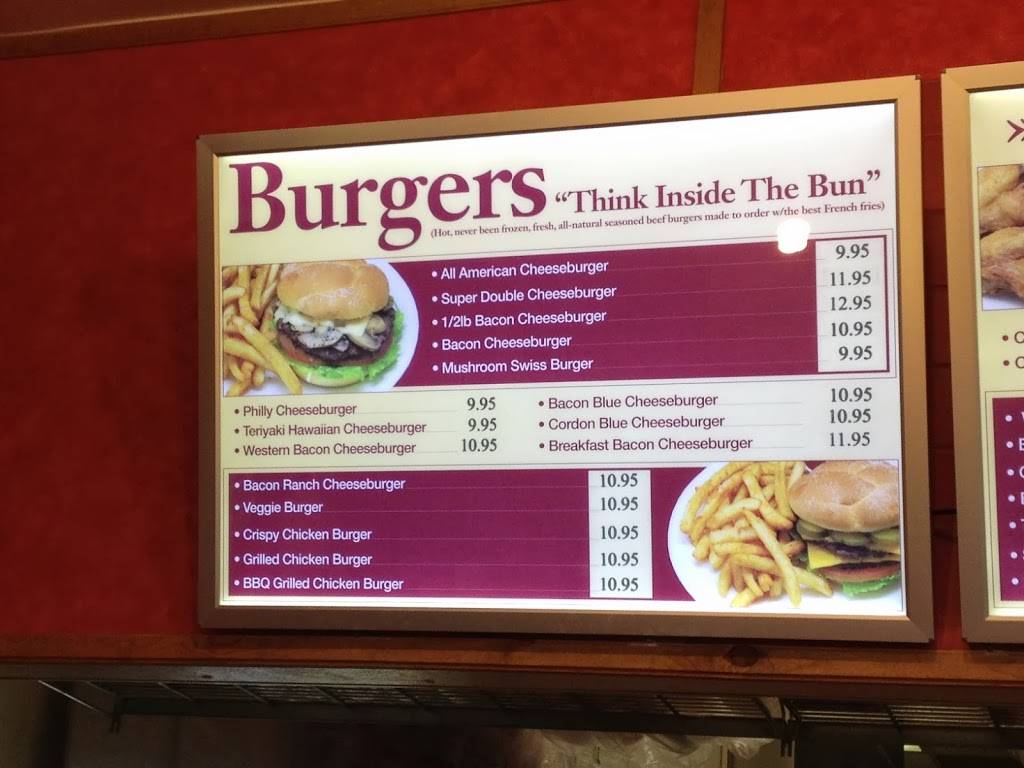 Burgers "Think Inside The Bun"
(Hot, never been frozen, fresh, all-natural seasoned beef burgers made to order w/the best French fries)
• All American Cheeseburger 9.95
• Super Double Cheeseburger 11.95
• 1/2lb Bacon Cheeseburger 12.95
• Bacon Cheeseburger 10.95
• Mushroom Swiss Burger 9.95
• Philly Cheeseburger 9.95
• Teriyaki Hawaiian Cheeseburger 9.95
• Western Bacon Cheeseburger 10.95
• Bacon Blue Cheeseburger 10.95
• Cordon Blue Cheeseburger 10.95
• Breakfast Bacon Cheeseburger 11.95
• Bacon Ranch Cheeseburger 10.95
• Veggie Burger 10.95
• Crispy Chicken Burger 10.95
• Grilled Chicken Burger 10.95
• BBQ Grilled Chicken Burger 10.95